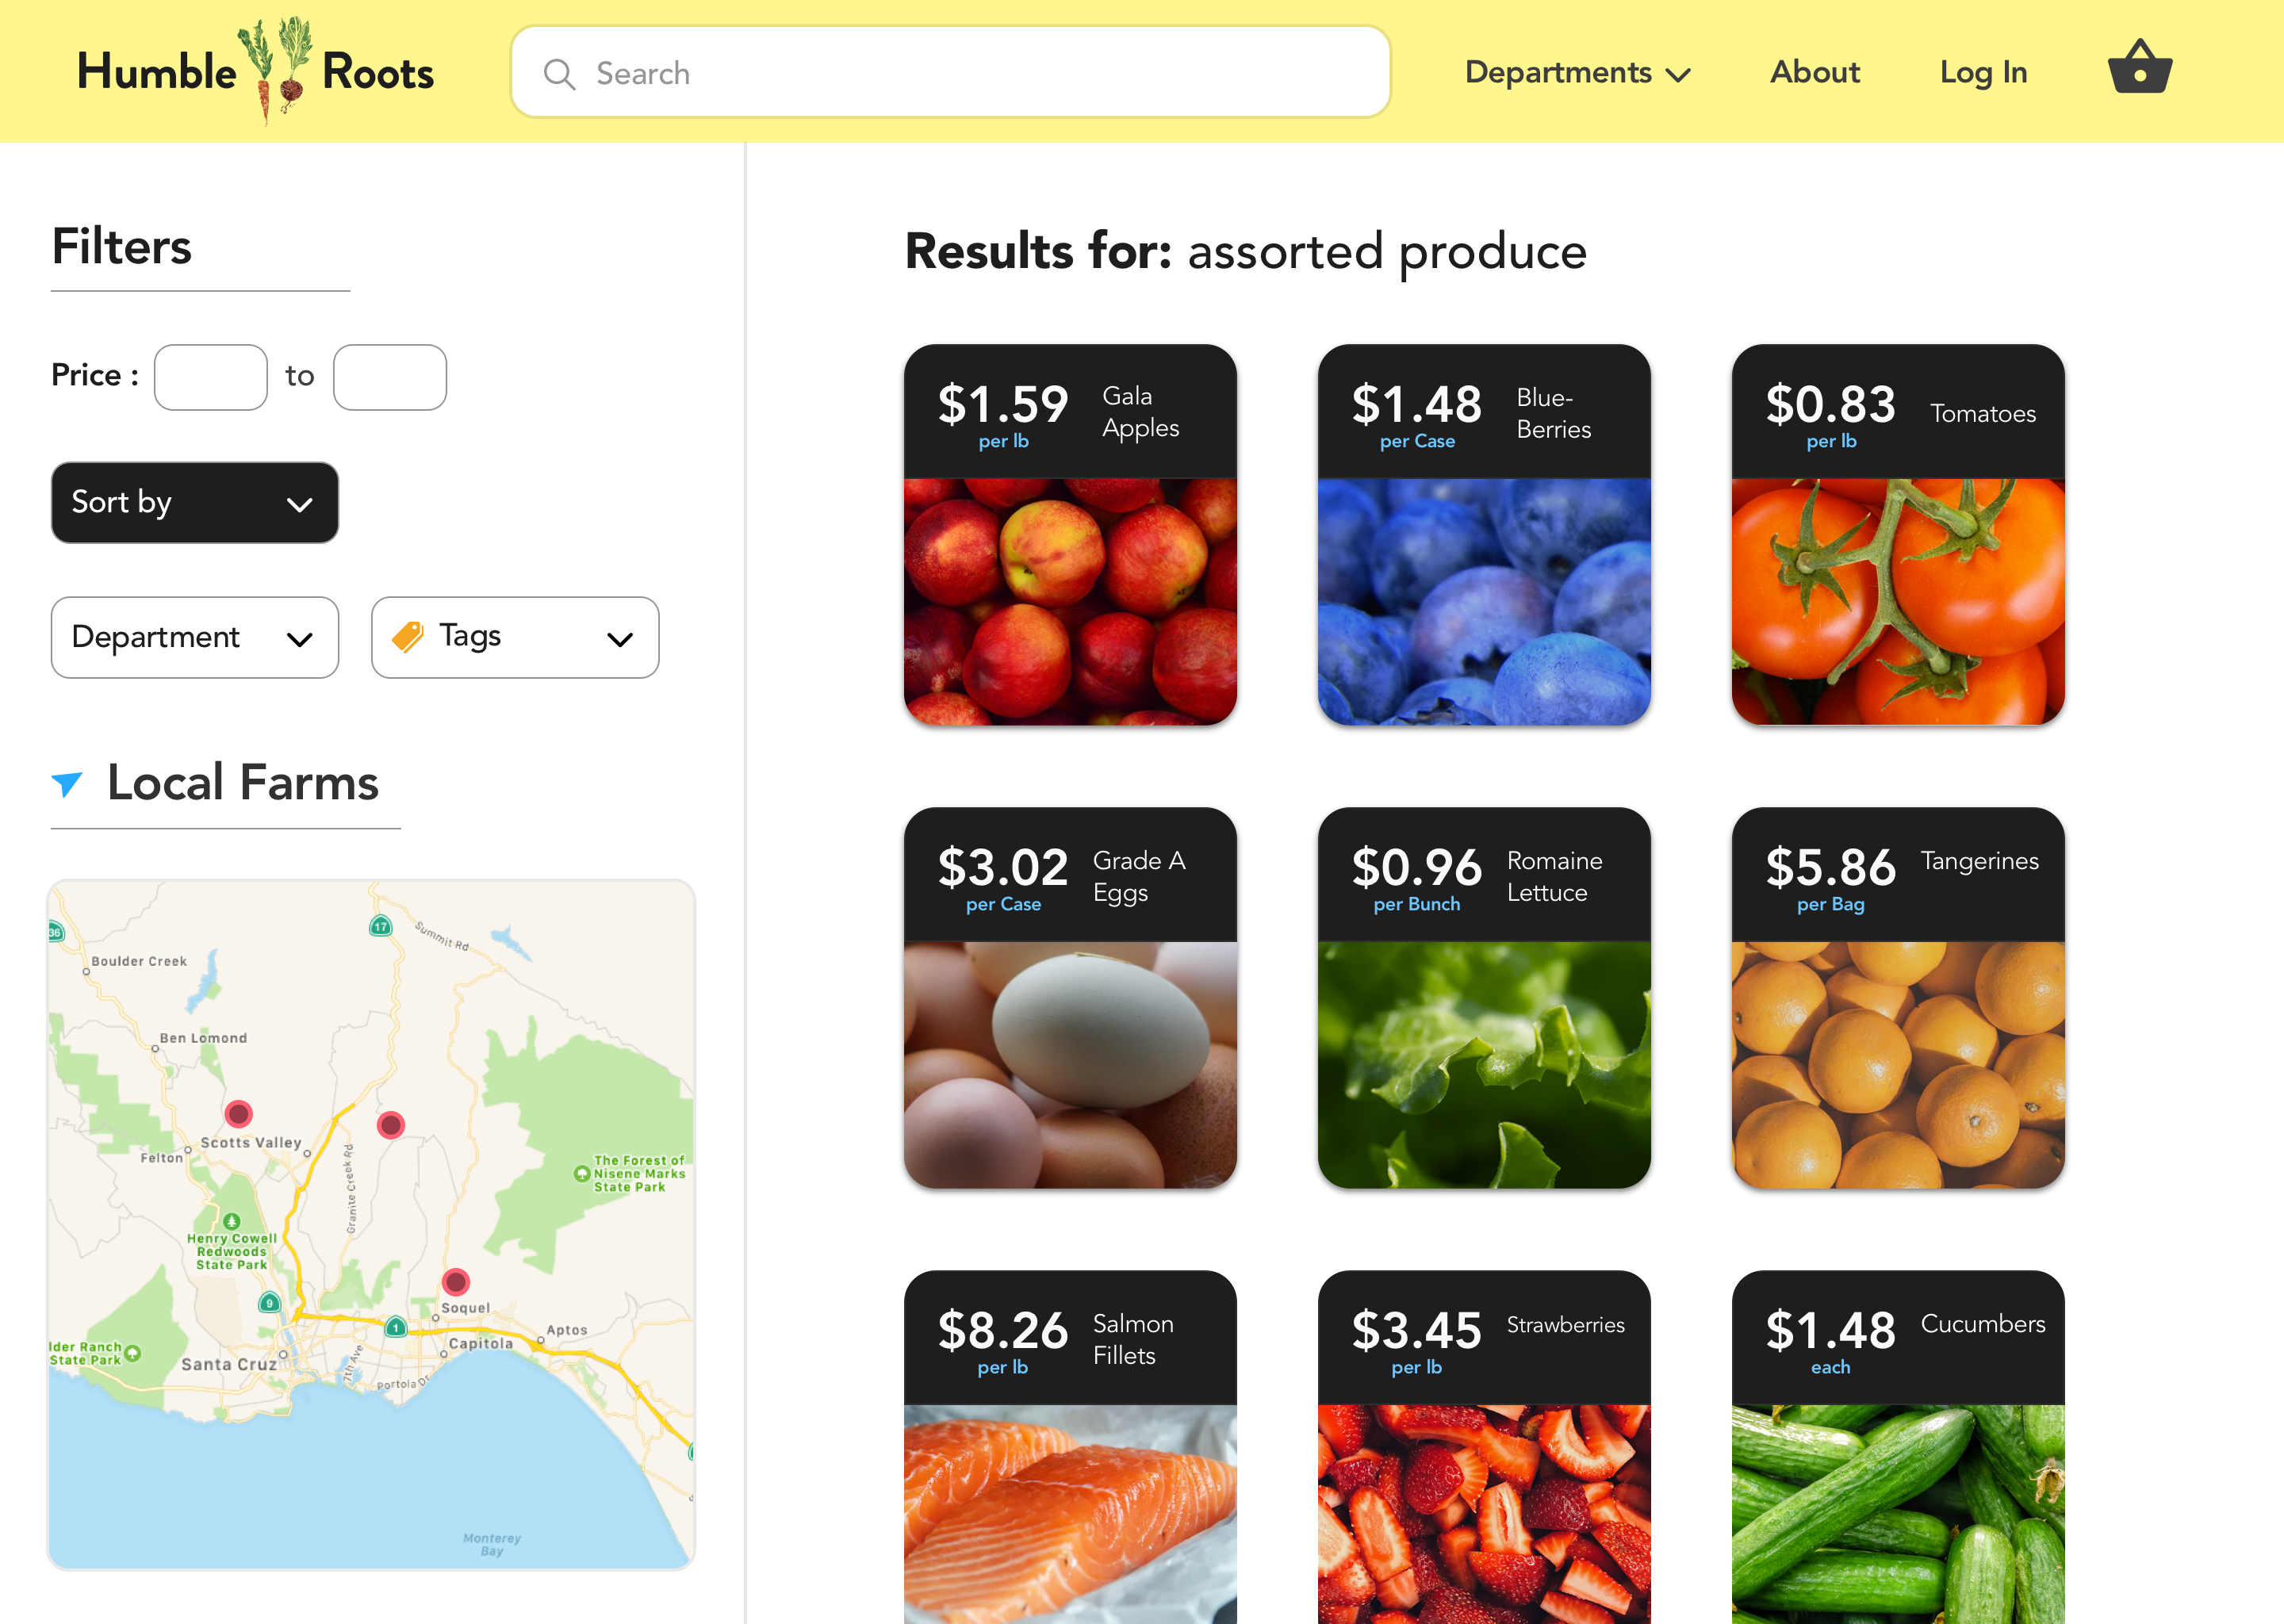 Humble Roots
Search
Departments
About
Log In
Filters
Price : to
Sort by
Department
Tags
Local Farms
36
17
Summit Rd
Boulder Creek
Ben Lomond
Scotts Valley
Felton
Granite Creek Rd
The Forest of
Nisene Marks
State Park
Henry Cowell
Redwoods
State Park
9
Soquel
1
Aptos
Capitola
lder Ranch
State Park
Santa Cruz
7th Ave
Portola Dr
Monterey
Bay
Results for: assorted produce
$1.59
per lb
Gala
Apples
$1.48
per Case
Blue-
Berries
$0.83
per lb
Tomatoes
$3.02
per Case
Grade A
Eggs
$0.96
per Bunch
Romaine
Lettuce
$5.86
per Bag
Tangerines
$8.26
per lb
Salmon
Fillets
$3.45
per lb
Strawberries
$1.48
each
Cucumbers